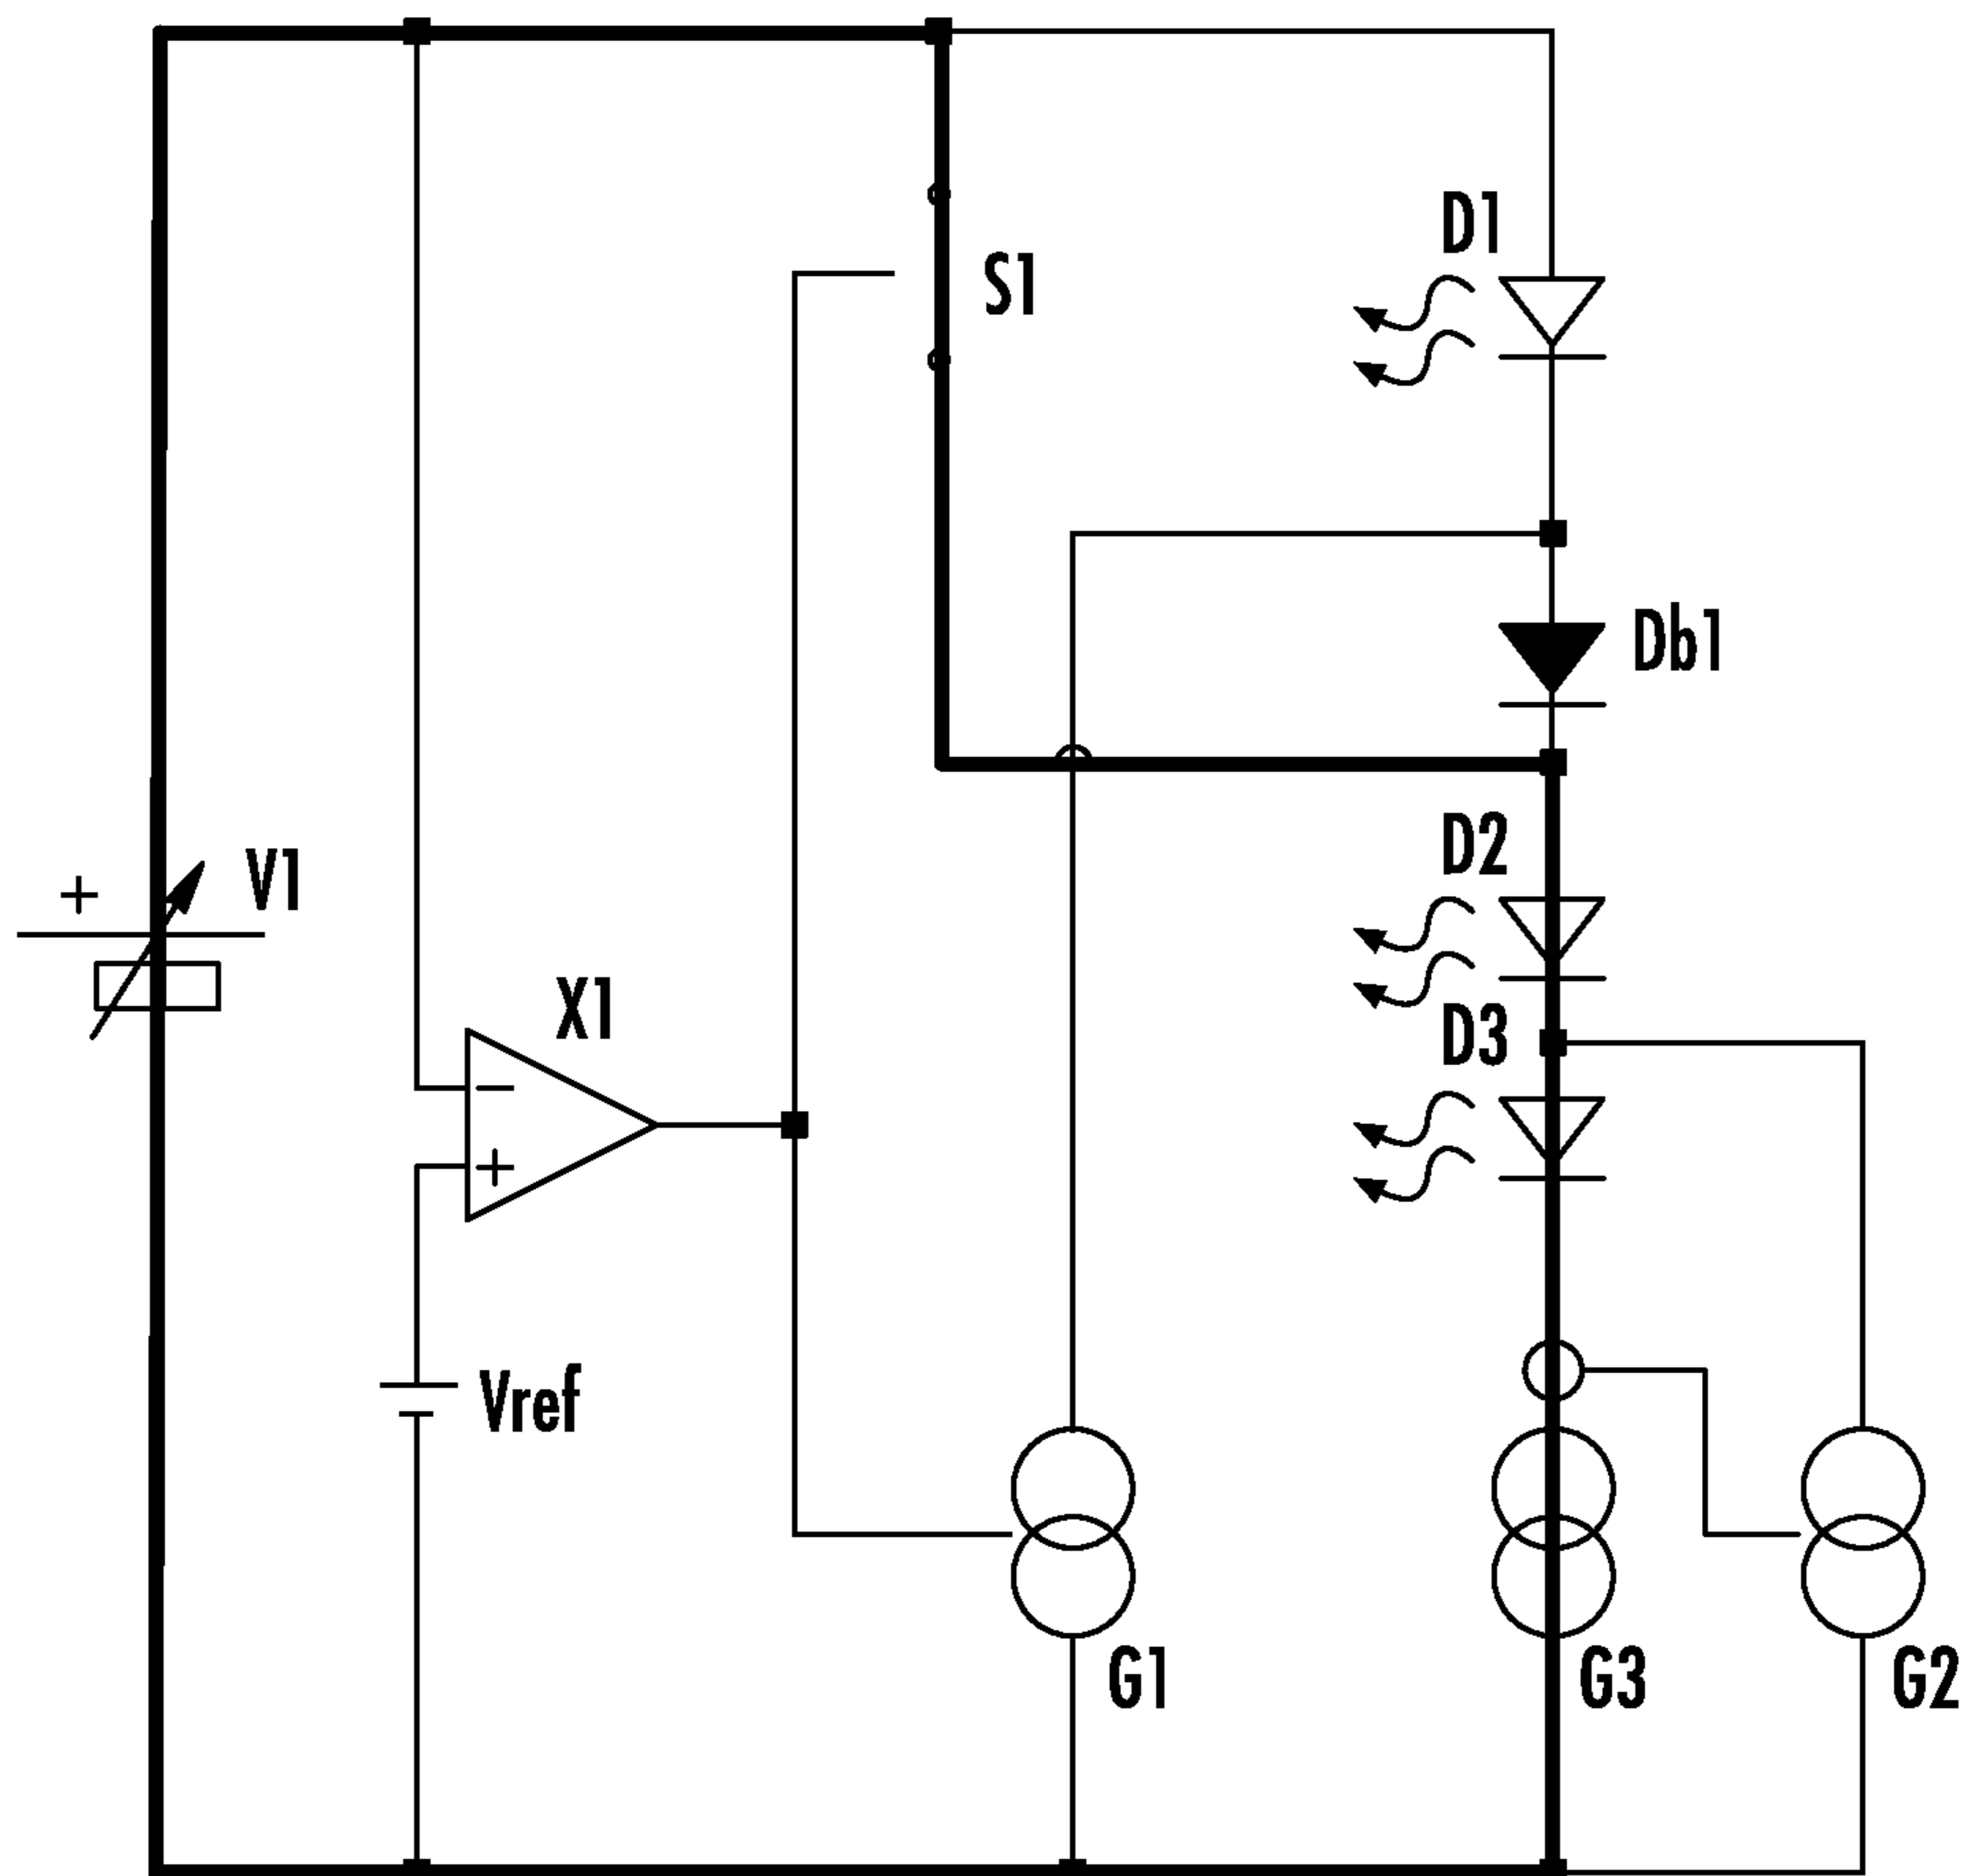 D1
S1
Db1
D2
+
V1
X1
D3
−
+
Vref
G1
G3
G2